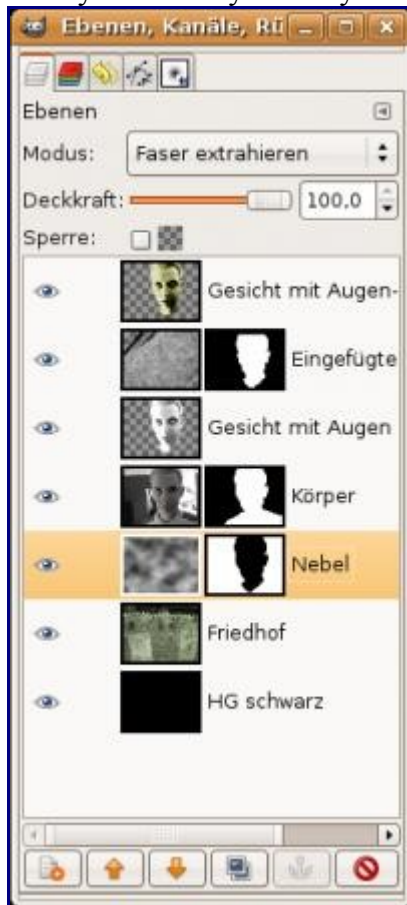 Ebenen, Kanäle, Rü
Ebenen
Modus: Faser extrahieren
Deckkraft: 100,0
Sperre:
Gesicht mit Augen-
Eingefügte
Gesicht mit Augen
Körper
Nebel
Friedhof
HG schwarz